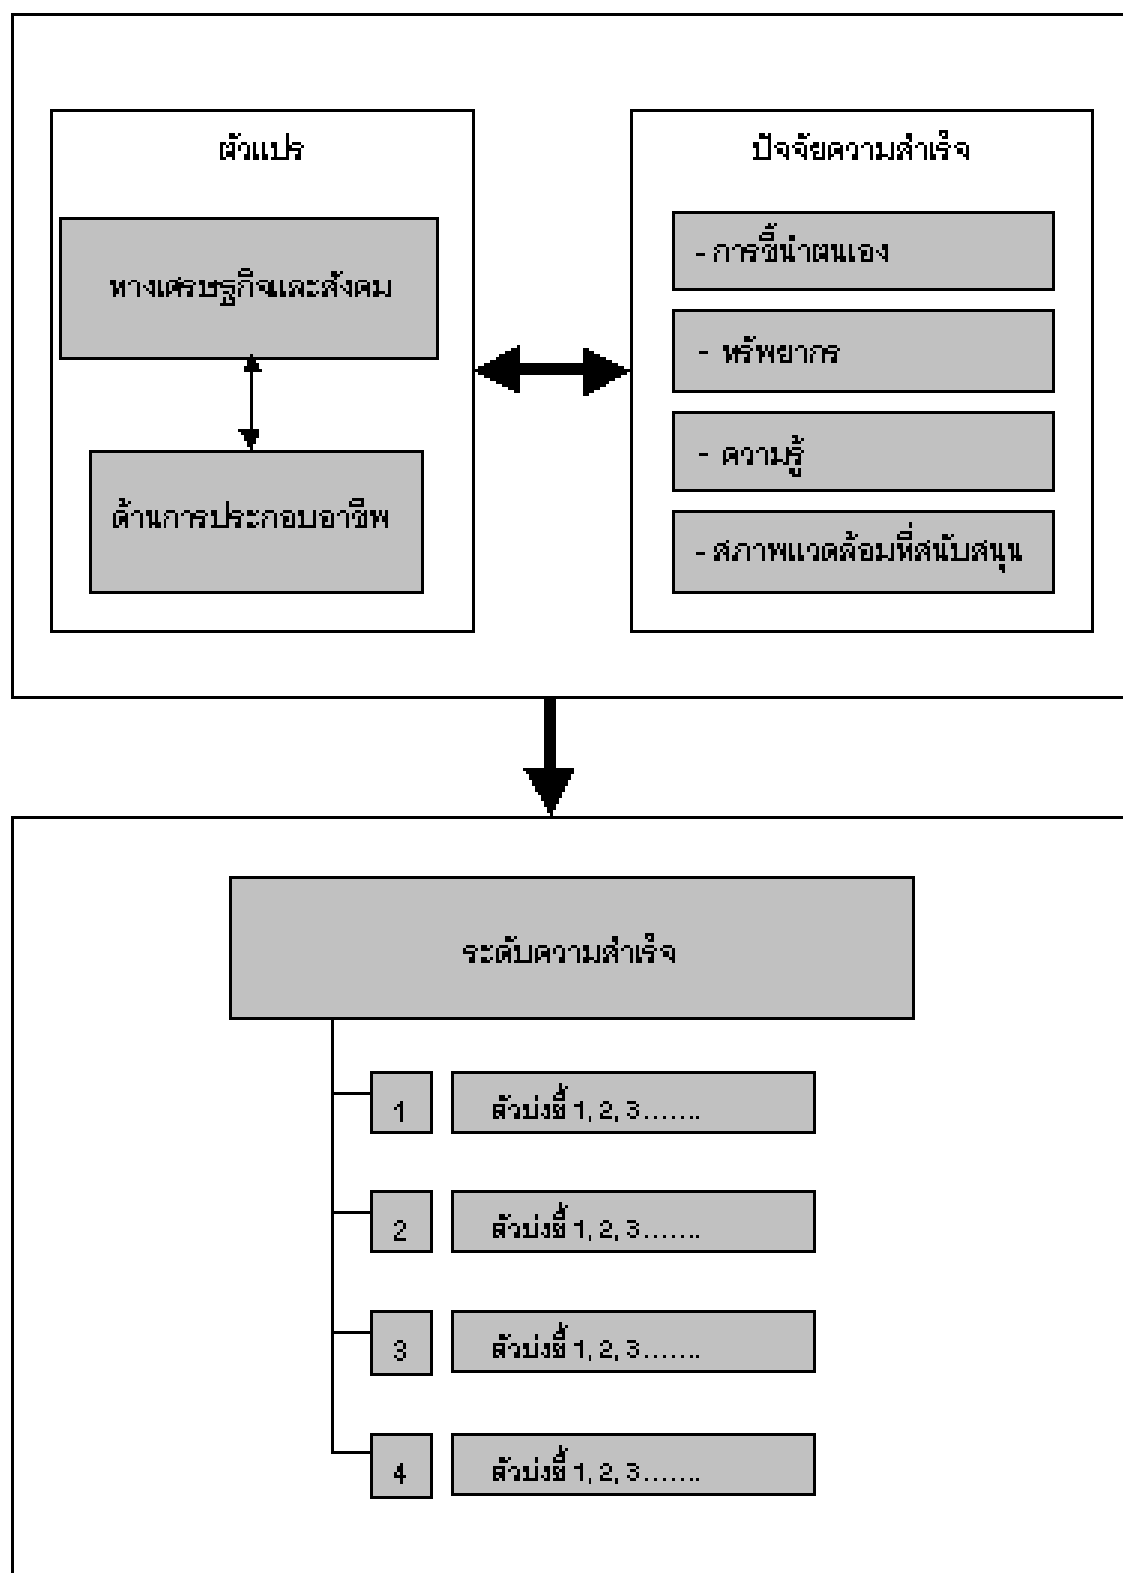 ตัวแปร
ทางเศรษฐกิจและสังคม
ด้านการประกอบอาชีพ
ปัจจัยความสำเร็จ
- การชี้นำตนเอง
- ทรัพยากร
- ความรู้
- สภาพแวดล้อมที่สนับสนุน
ระดับความสำเร็จ
1 ตัวบ่งชี้ 1, 2, 3.......
2 ตัวบ่งชี้ 1, 2, 3.......
3 ตัวบ่งชี้ 1, 2, 3.......
4 ตัวบ่งชี้ 1, 2, 3.......